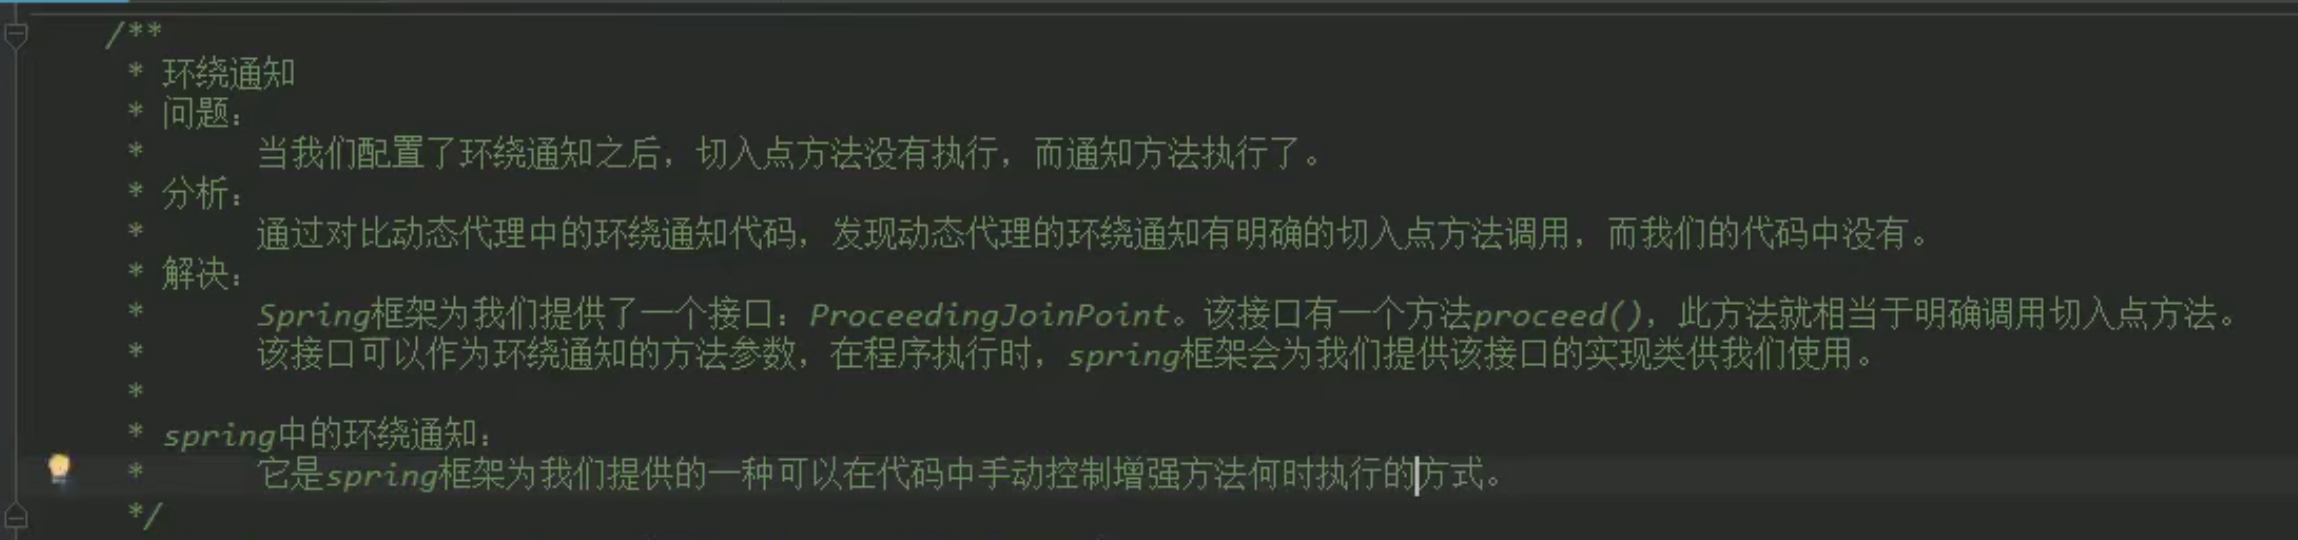 /**
* 环绕通知
* 问题：
* 当我们配置了环绕通知之后，切入点方法没有执行，而通知方法执行了。
* 分析：
* 通过对比动态代理中的环绕通知代码，发现动态代理的环绕通知有明确的切入点方法调用，而我们的代码中没有。
* 解决：
* Spring框架为我们提供了一个接口：ProceedingJoinPoint。该接口有一个方法proceed()，此方法就相当于明确调用切入点方法。
* 该接口可以作为环绕通知的方法参数，在程序执行时，spring框架会为我们提供该接口的实现类供我们使用。
*
* spring中的环绕通知：
* 它是spring框架为我们提供的一种可以在代码中手动控制增强方法何时执行的方式。
*/